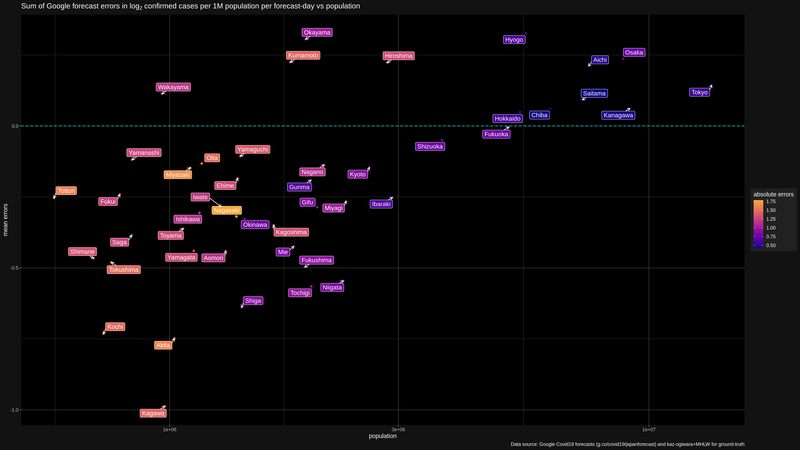 Sum of Google forecast errors in log2 confirmed cases per 1M population per forecast-day vs population
Okayama
Hyogo
Kumamoto
Hiroshima
Osaka
Aichi
Wakayama
Saitama
Tokyo
Hokkaido
Chiba
Kanagawa
0.0
Fukuoka
Shizuoka
Yamanashi
Oita
Yamaguchi
Miyazaki
Nagano
Kyoto
Tottori
Ehime
Gunma
Fukui
Iwate
Gifu
Miyagi
Ibaraki
Nagasaki
Ishikawa
Okinawa
Toyama
Kagoshima
Saga
Shimane
Yamagata
Aomori
Mie
Fukushima
-0.5
Tokushima
Niigata
Tochigi
Shiga
Kochi
Akita
Kagawa
-1.0
mean errors
1e+06
3e+06
1e+07
population
absolute errors
1.75
1.50
1.25
1.00
0.75
0.50
Data source: Google Covid19 forecasts (g.co/covid19/japanforecast) and kaz-ogiwara+MHLW for ground-truth